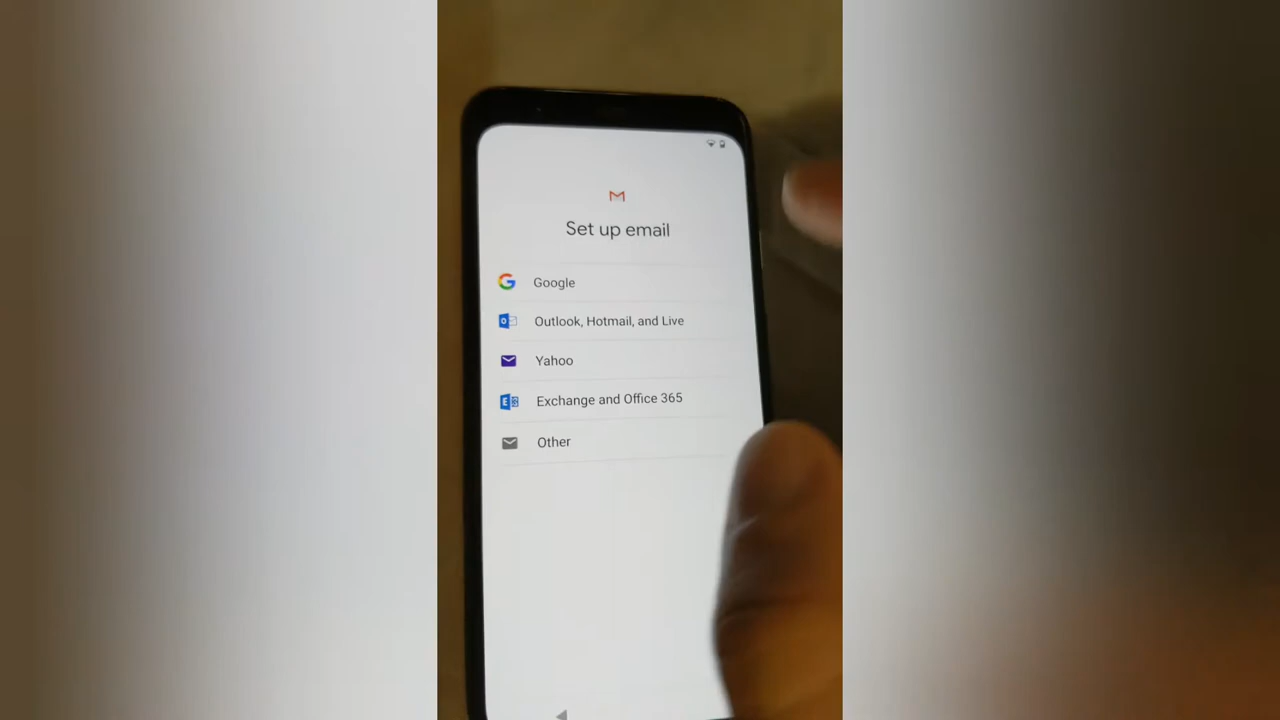 Set up email
Google
Outlook, Hotmail, and Live
Yahoo
Exchange and Office 365
Other